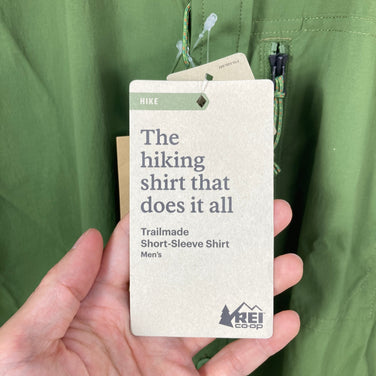 HIKE
The
hiking
shirt that
does it all
Trailmade
Short-Sleeve Shirt
Men's
REI
co-op